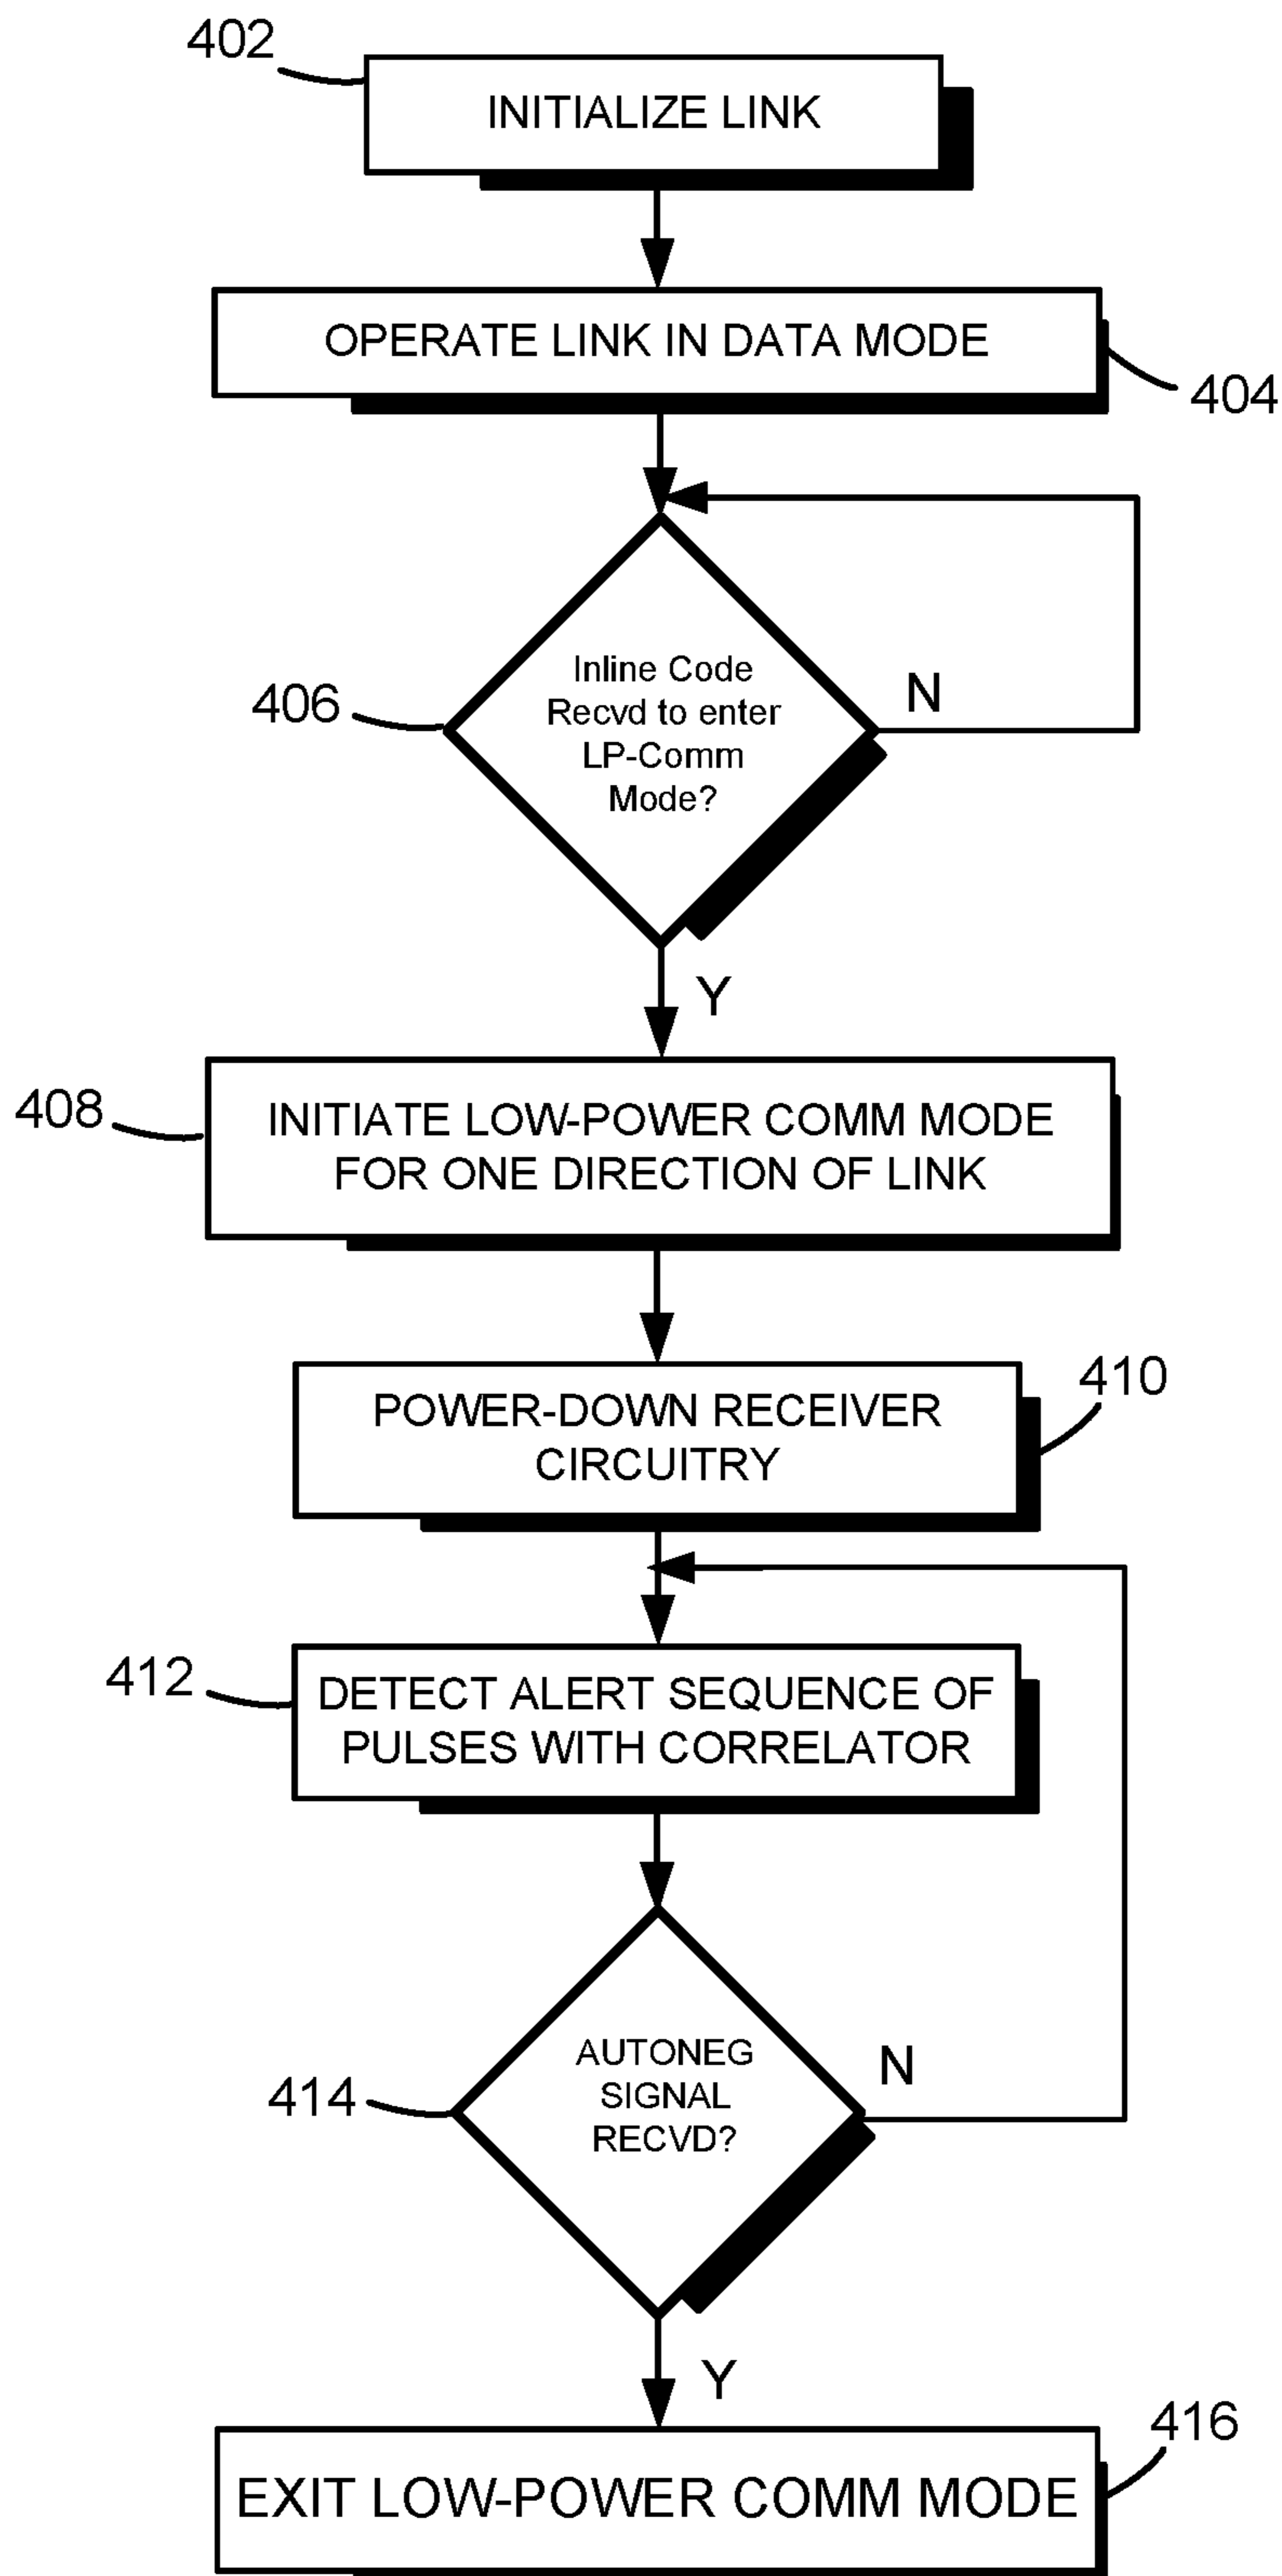 402
INITIALIZE LINK
OPERATE LINK IN DATA MODE
404
406
Inline Code
Recvd to enter
LP-Comm
Mode?
N
Y
408
INITIATE LOW-POWER COMM MODE
FOR ONE DIRECTION OF LINK
410
POWER-DOWN RECEIVER
CIRCUITRY
412
DETECT ALERT SEQUENCE OF
PULSES WITH CORRELATOR
414
AUTONEG
SIGNAL
RECVD?
N
Y
416
EXIT LOW-POWER COMM MODE